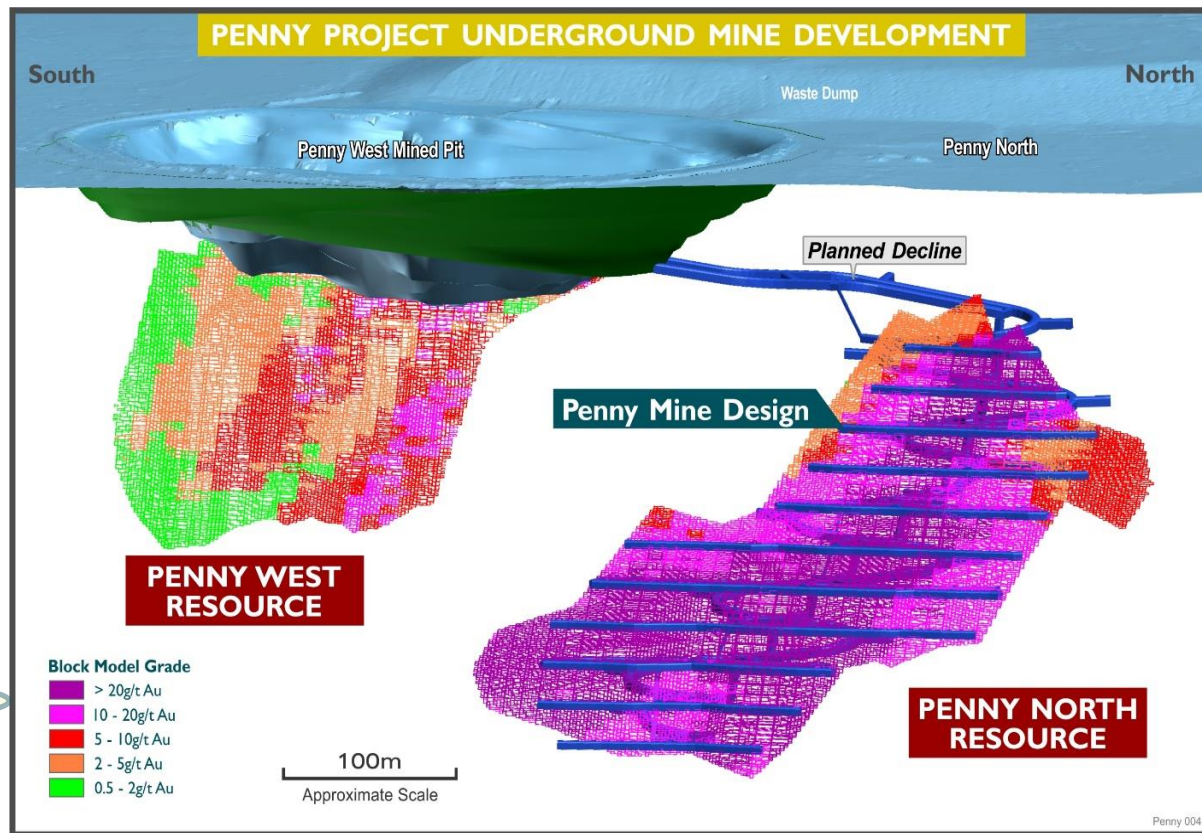 PENNY PROJECT UNDERGROUND MINE DEVELOPMENT
South
North
Waste Dump
Penny West Mined Pit
Penny North
Planned Decline
Penny Mine Design
PENNY WEST
RESOURCE
Block Model Grade
> 20g/t Au
10 - 20g/t Au
5 - 10g/t Au
2 - 5g/t Au
0.5 - 2g/t Au
100m
Approximate Scale
PENNY NORTH
RESOURCE
Penny 004